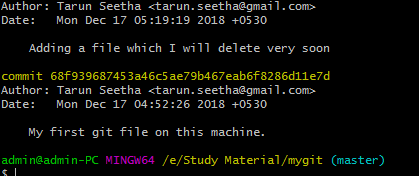 Author: Tarun Seetha <tarun.seetha@gmail.com>
Date: Mon Dec 17 05:19:19 2018 +0530
Adding a file which I will delete very soon
commit 68f939687453a46c5ae79b467eab6f8286d11e7d
Author: Tarun Seetha <tarun.seetha@gmail.com>
Date: Mon Dec 17 04:52:26 2018 +0530
My first git file on this machine.
admin@admin-PC MINGW64 /e/Study Material/mygit (master)
$